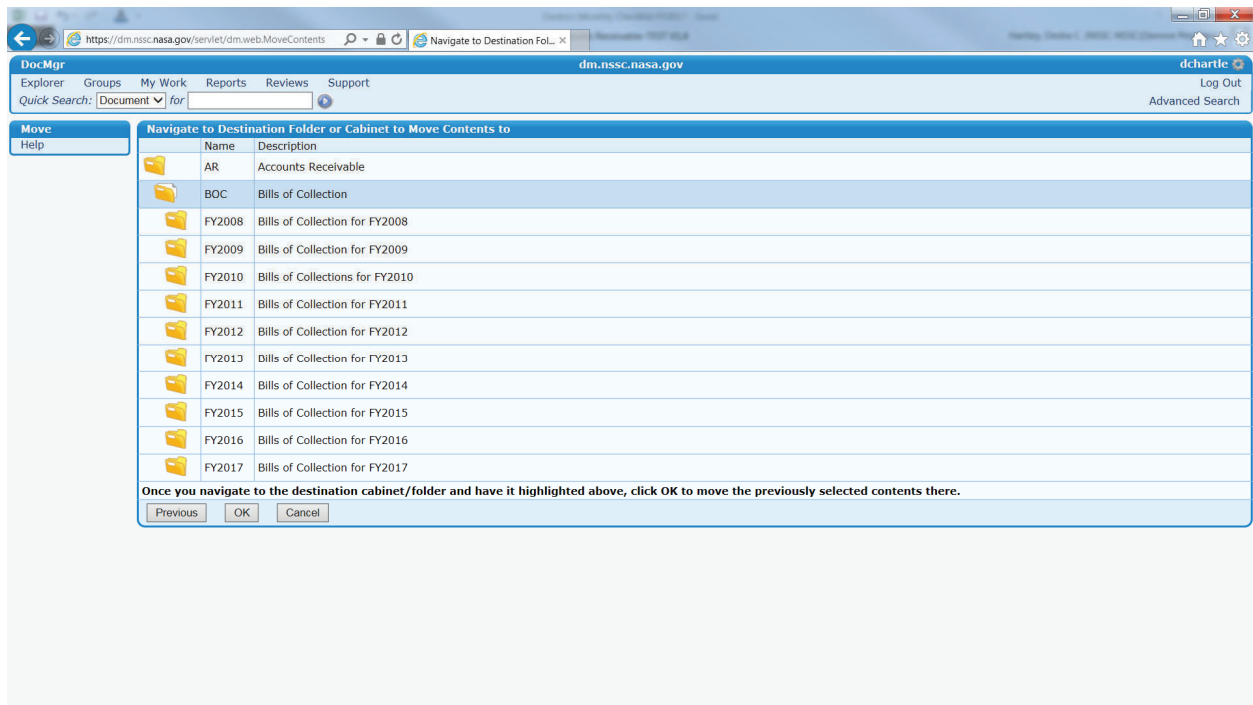 https://dm.nssc.nasa.gov/servlet/dm.web.MoveContents Navigate to Destination Fol...
DocMgr dm.nssc.nasa.gov dchartle
Explorer Groups My Work Reports Reviews Support Log Out
Quick Search: Document for Advanced Search
Move Navigate to Destination Folder or Cabinet to Move Contents to
Help Name Description
AR Accounts Receivable
BOC Bills of Collection
FY2008 Bills of Collection for FY2008
FY2009 Bills of Collection for FY2009
FY2010 Bills of Collections for FY2010
FY2011 Bills of Collection for FY2011
FY2012 Bills of Collection for FY2012
FY2013 Bills of Collection for FY2013
FY2014 Bills of Collection for FY2014
FY2015 Bills of Collection for FY2015
FY2016 Bills of Collection for FY2016
FY2017 Bills of Collection for FY2017
Once you navigate to the destination cabinet/folder and have it highlighted above, click OK to move the previously selected contents there.
Previous OK Cancel